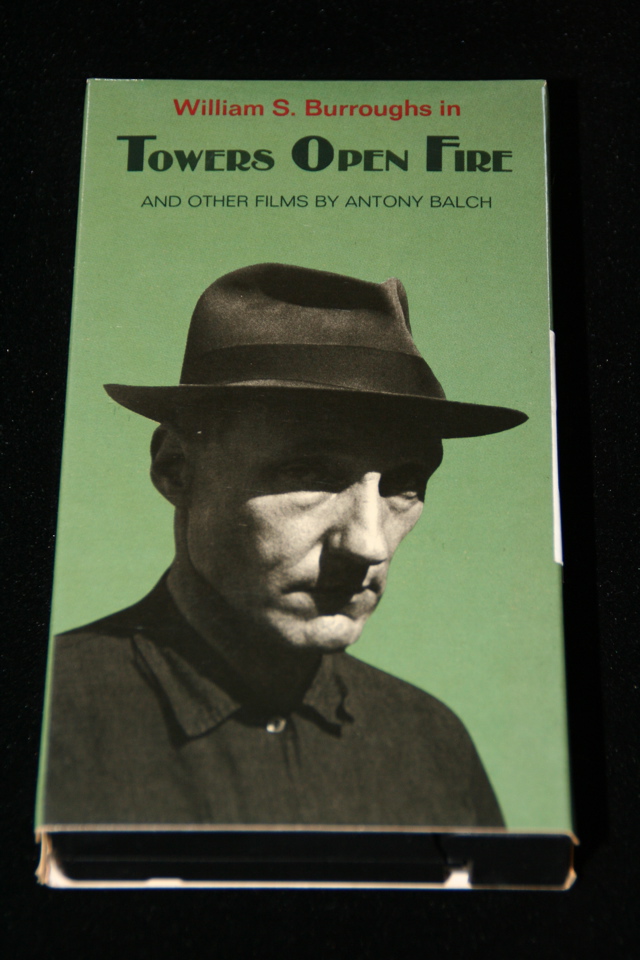 William S. Burroughs in
TOWERS OPEN FIRE
AND OTHER FILMS BY ANTONY BALCH